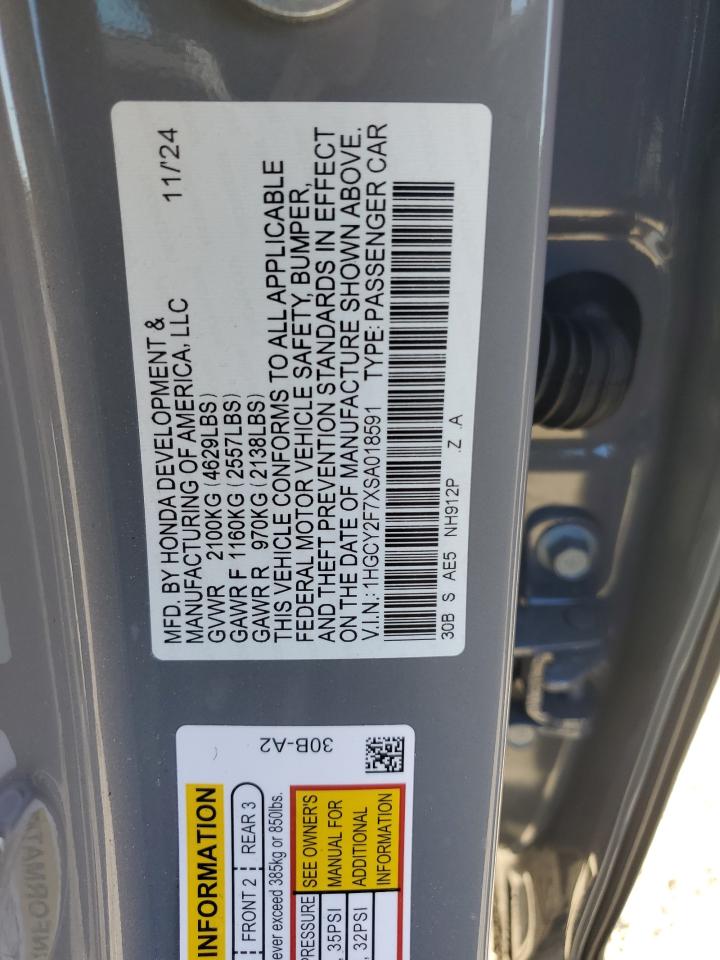 MFD. BY HONDA DEVELOPMENT &
MANUFACTURING OF AMERICA, LLC 11/24
GVWR 2100KG (4629LBS)
GAWR F 1160KG (2557LBS)
GAWR R 970KG (2138LBS)
THIS VEHICLE CONFORMS TO ALL APPLICABLE
FEDERAL MOTOR VEHICLE SAFETY, BUMPER,
AND THEFT PREVENTION STANDARDS IN EFFECT
ON THE DATE OF MANUFACTURE SHOWN ABOVE.
V.I.N.: 1HGCY2F7XSA018591 TYPE: PASSENGER CAR
30B S AE5 NH912P .Z .A
30B-A2
INFORMATION
FRONT 2 REAR 3
ever exceed 385kg or 850lbs.
PRESSURE SEE OWNER'S
, 35PSI MANUAL FOR
, 32PSI ADDITIONAL
INFORMATION
INFORMAT